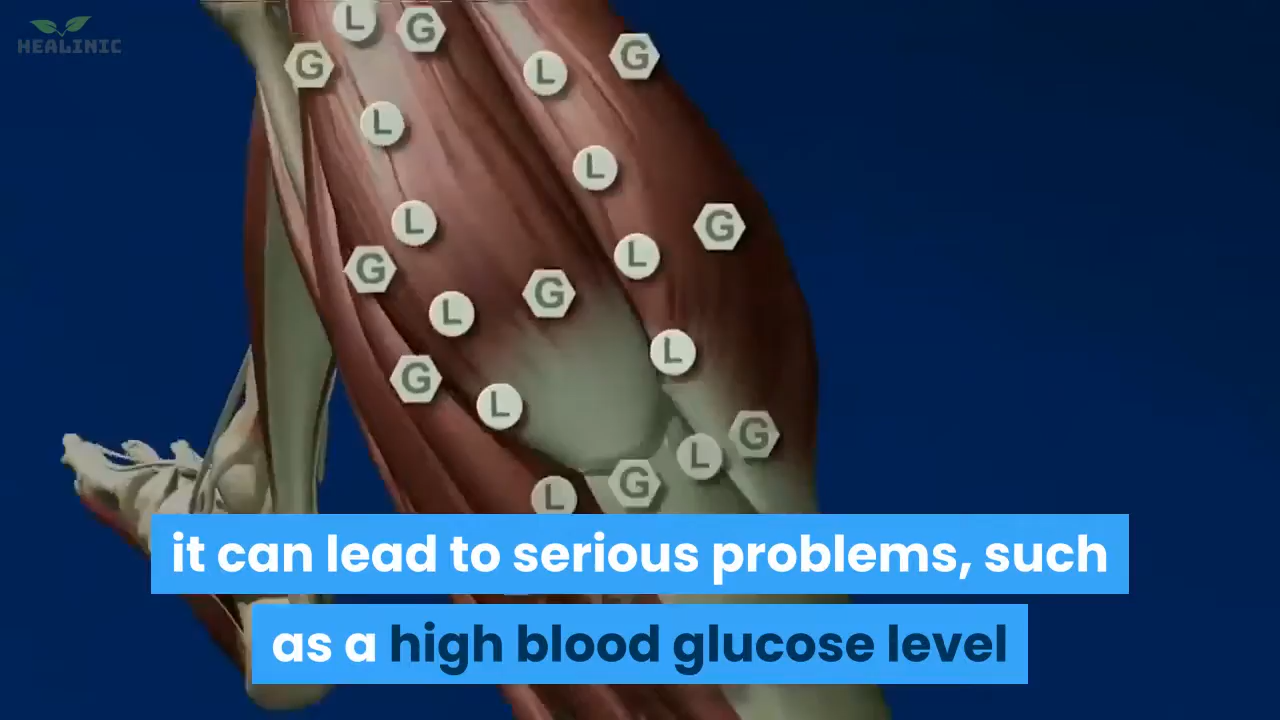 HEALINIC
L G
G L G
L
L
L G
G L
G G
L
L
G
L
G
L
G
L G
it can lead to serious problems, such
as a high blood glucose level